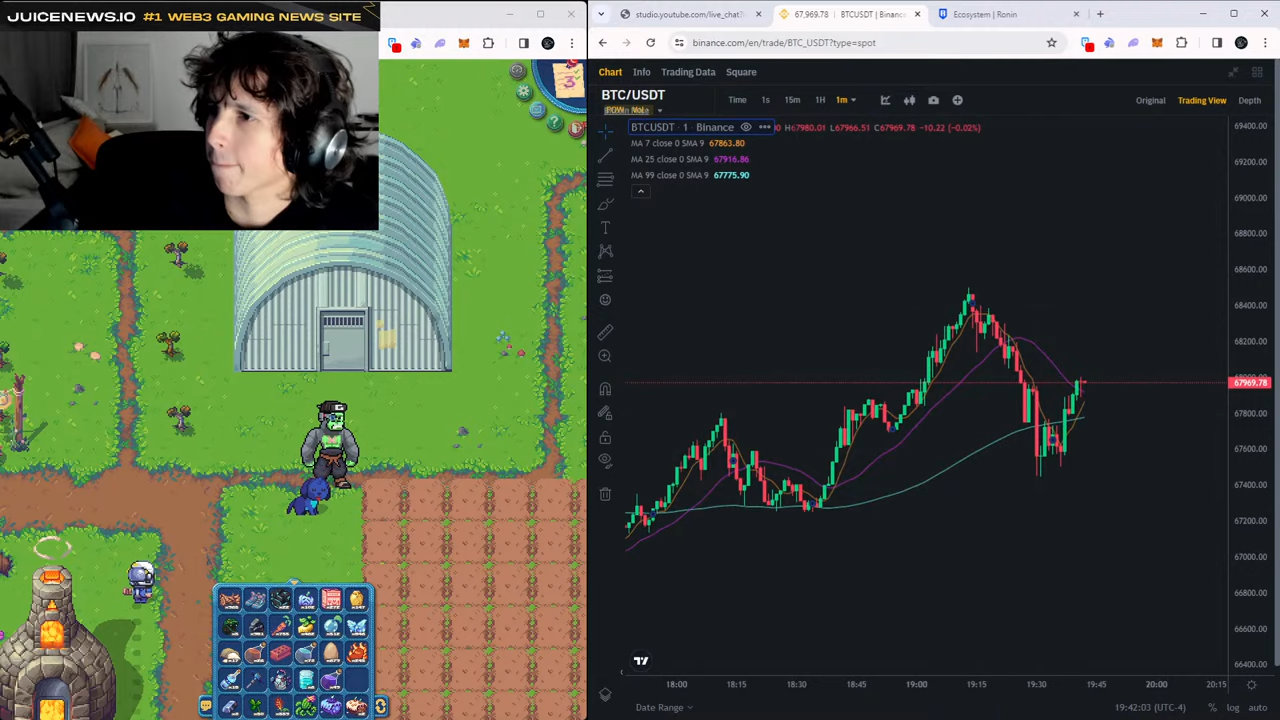 JUICENEWS.IO #1 WEB3 GAMING NEWS SITE
studio.youtube.com/live_chat?
67,969.78 | BTCUSDT | Binance
Ecosystem | Ronin
binance.com/en/trade/BTC_USDT?type=spot
Chart Info Trading Data Square
BTC/USDT
Time 1s 15m 1H 1m
Original Trading View Depth
BTCUSDT · 1 · Binance H67980.01 L67966.51 C67969.78 -10.22 (-0.02%)
MA 7 close 0 SMA 9 67863.80
MA 25 close 0 SMA 9 67916.86
MA 99 close 0 SMA 9 67775.90
69400.00
69200.00
69000.00
68800.00
68600.00
68400.00
68200.00
67969.78
67800.00
67600.00
67400.00
67200.00
67000.00
66800.00
66600.00
66400.00
18:00 18:15 18:30 18:45 19:00 19:15 19:30 19:45 20:00 20:15
Date Range
19:42:03 (UTC-4) % log auto